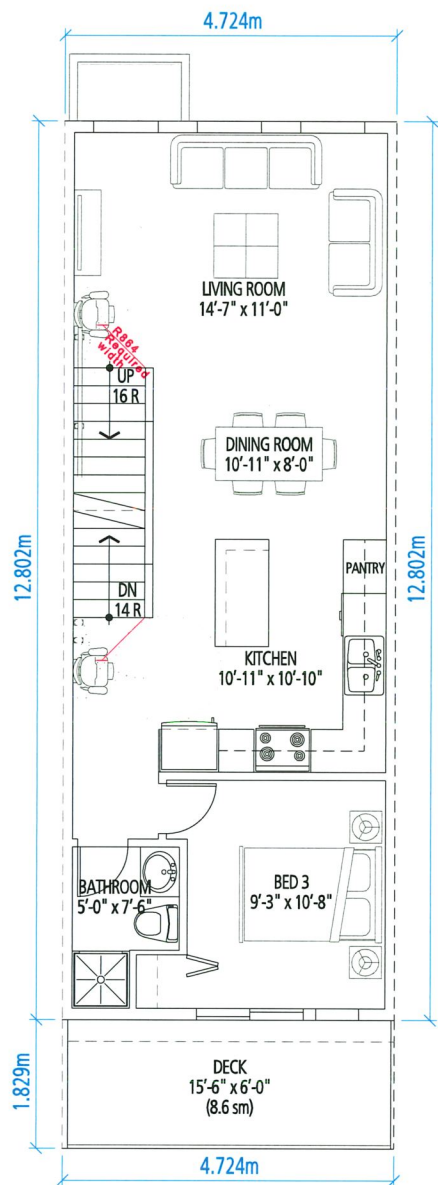 4.724m
LIVING ROOM
14'-7" x 11'-0"
R864
Required
width
UP
16 R
DINING ROOM
10'-11" x 8'-0"
12.802m
12.802m
PANTRY
DN
14 R
KITCHEN
10'-11" x 10'-10"
BATHROOM
5'-0" x 7'-6"
BED 3
9'-3" x 10'-8"
1.829m
DECK
15'-6" x 6'-0"
(8.6 sm)
4.724m